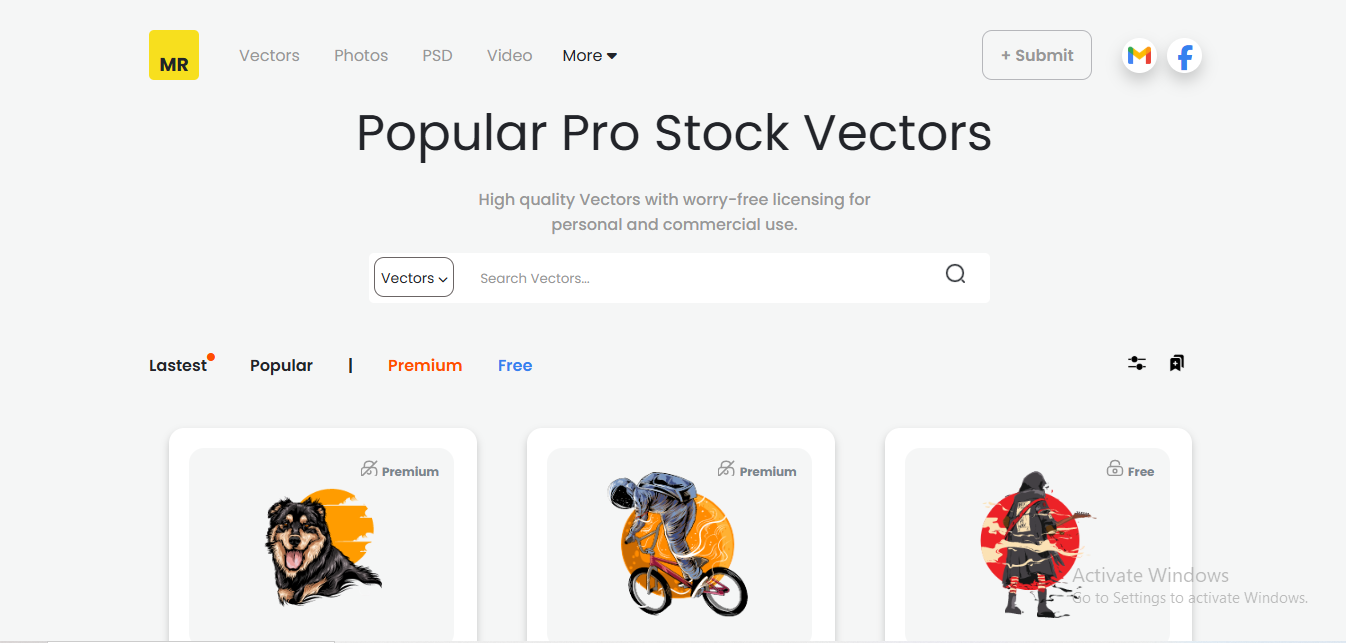 MR
Vectors
Photos
PSD
Video
More
+ Submit
Popular Pro Stock Vectors
High quality Vectors with worry-free licensing for
personal and commercial use.
Vectors
Search Vectors...
Lastest
Popular
|
Premium
Free
Premium
Premium
Free
Activate Windows
Go to Settings to activate Windows.